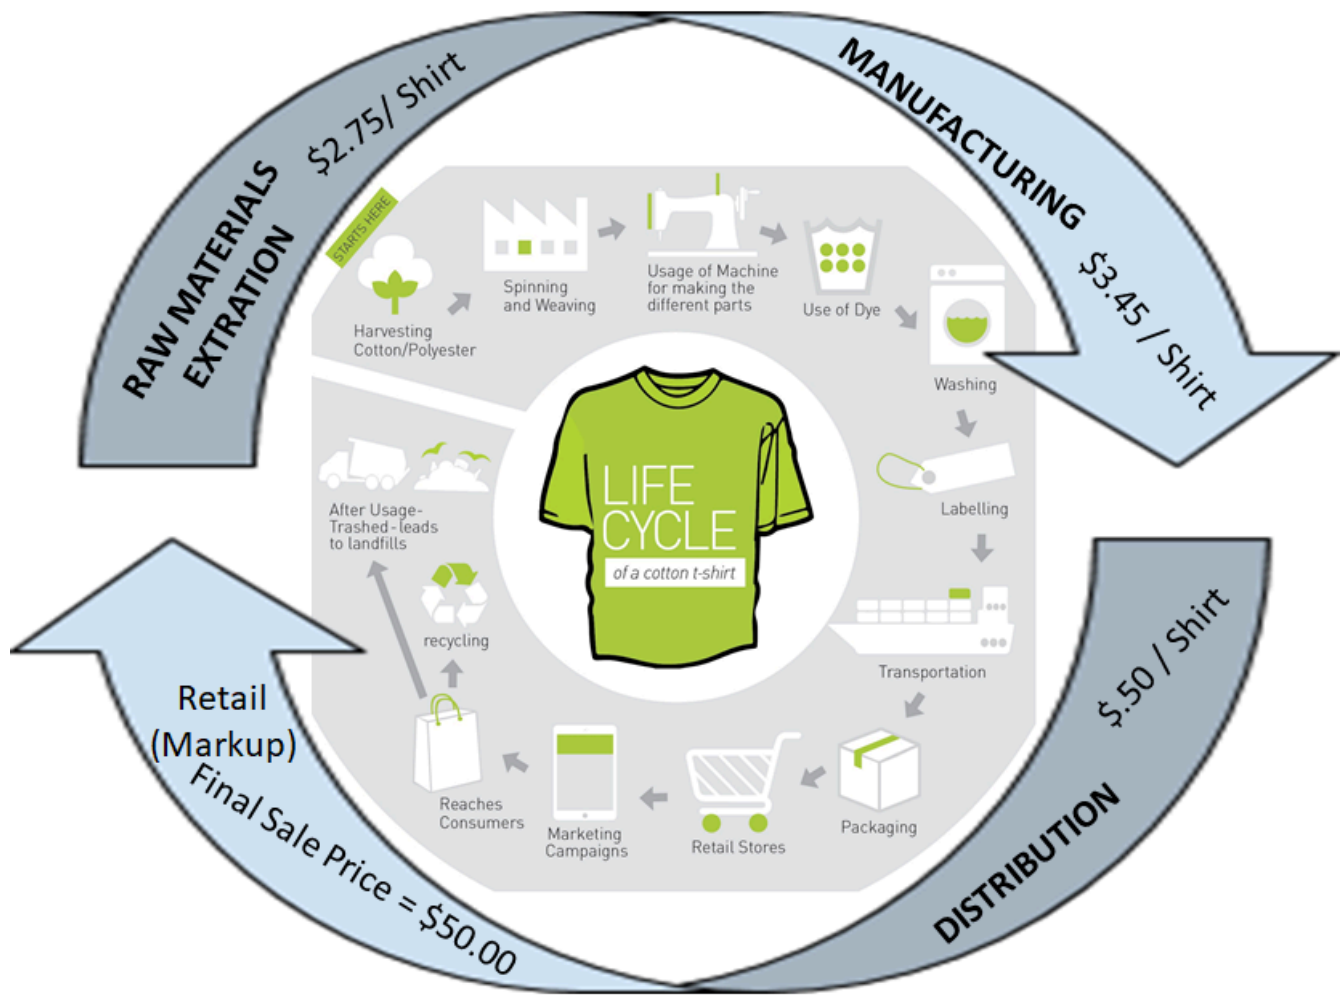 RAW MATERIALS
EXTRATION
$2.75/ Shirt
MANUFACTURING
$3.45 / Shirt
STARTS HERE
Harvesting
Cotton/Polyester
Spinning
and Weaving
Usage of Machine
for making the
different parts
Use of Dye
Washing
Labelling
Transportation
Packaging
Retail Stores
Marketing
Campaigns
Reaches
Consumers
recycling
After Usage-
Trashed - leads
to landfills
LIFE
CYCLE
of a cotton t-shirt
$.50 / Shirt
DISTRIBUTION
Retail
(Markup)
Final Sale Price = $50.00